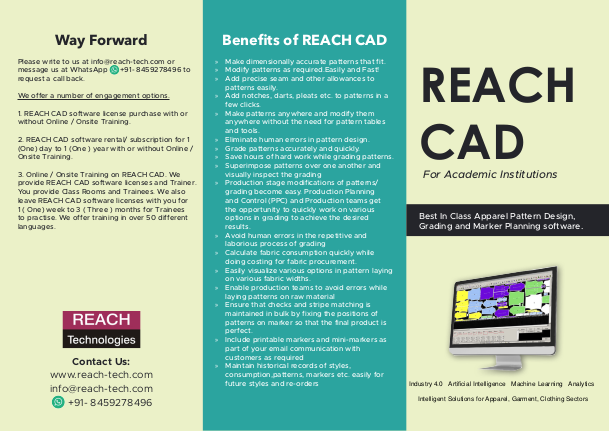 Way Forward
Please write to us at info@reach-tech.com or
message us at WhatsApp +91- 8459278496 to
request a call back.
We offer a number of engagement options.
1. REACH CAD software license purchase with or
without Online / Onsite Training.
2. REACH CAD software rental/ subscription for 1
(One) day to 1 (One ) year with or without Online /
Onsite Training.
3. Online / Onsite Training on REACH CAD. We
provide REACH CAD software licenses and Trainer.
You provide Class Rooms and Trainees. We also
leave REACH CAD software licenses with you for
1 ( One) week to 3 ( Three ) months for Trainees
to practise. We offer training in over 50 different
languages.
REACH
Technologies
Contact Us:
www.reach-tech.com
info@reach-tech.com
+91- 8459278496
Benefits of REACH CAD
» Make dimensionally accurate patterns that fit.
» Modify patterns as required Easily and Fast!
» Add precise seam and other allowances to
patterns easily.
» Add notches, darts, pleats etc. to patterns in a
few clicks.
» Make patterns anywhere and modify them
anywhere without the need for pattern tables
and tools.
» Eliminate human errors in pattern design.
» Grade patterns accurately and quickly.
» Save hours of hard work while grading patterns.
» Superimpose patterns over one another and
visually inspect the grading
» Production stage modifications of patterns/
grading become easy. Production Planning
and Control (PPC) and Production teams get
the opportunity to quickly work on various
options in grading to achieve the desired
results.
» Avoid human errors in the repetitive and
laborious process of grading
» Calculate fabric consumption quickly while
doing costing for fabric procurement.
» Easily visualize various options in pattern laying
on various fabric widths.
» Enable production teams to avoid errors while
laying patterns on raw material
» Ensure that checks and stripe matching is
maintained in bulk by fixing the positions of
patterns on marker so that the final product is
perfect.
» Include printable markers and mini-markers as
part of your email communication with
customers as required
» Maintain historical records of styles,
consumption,patterns, markers etc. easily for
future styles and re-orders
REACH
CAD
For Academic Institutions
Best In Class Apparel Pattern Design,
Grading and Marker Planning software.
Industry 4.0 Artificial Intelligence Machine Learning Analytics
Intelligent Solutions for Apparel, Garment, Clothing Sectors